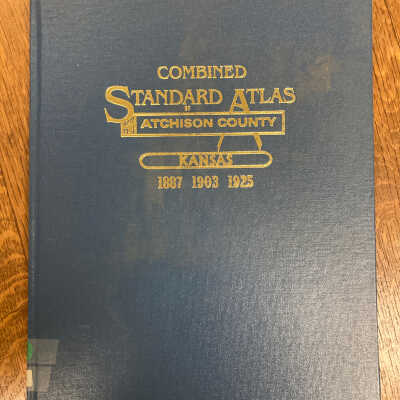 COMBINED
STANDARD ATLAS
OF
ATCHISON COUNTY
KANSAS
1887 1903 1925